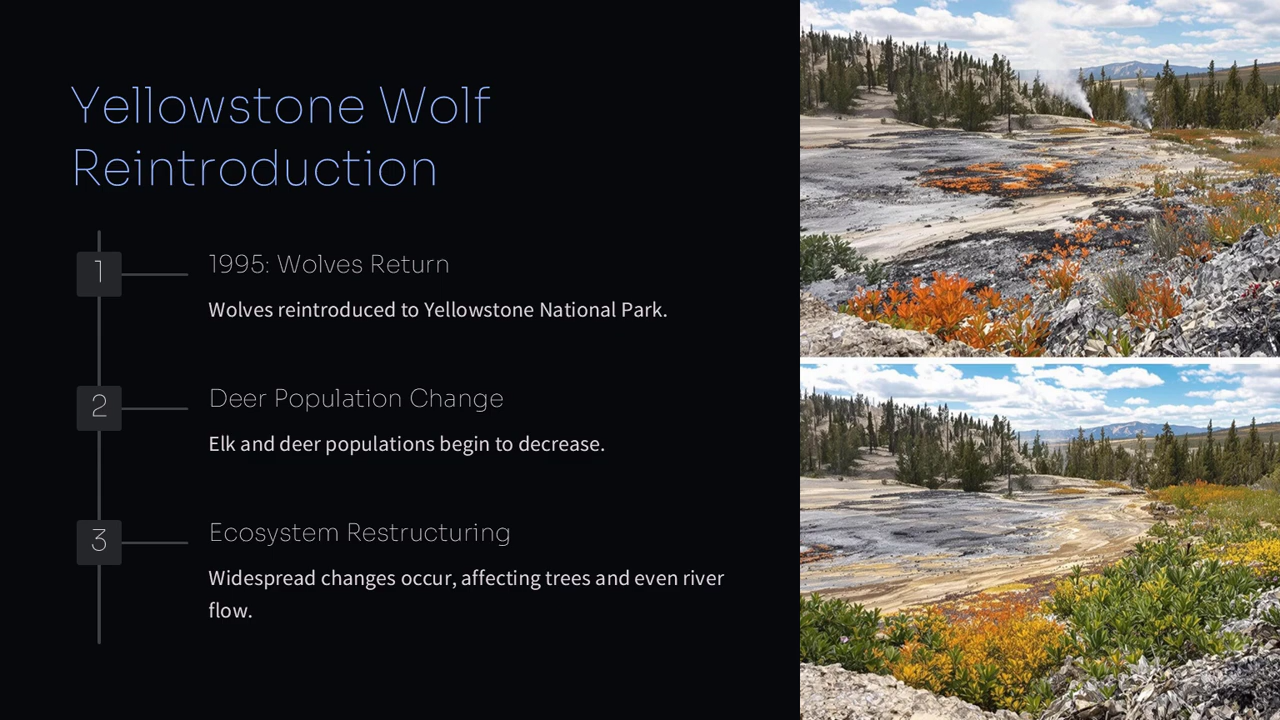 Yellowstone Wolf
Reintroduction
1
1995: Wolves Return
Wolves reintroduced to Yellowstone National Park.
2
Deer Population Change
Elk and deer populations begin to decrease.
3
Ecosystem Restructuring
Widespread changes occur, affecting trees and even river
flow.